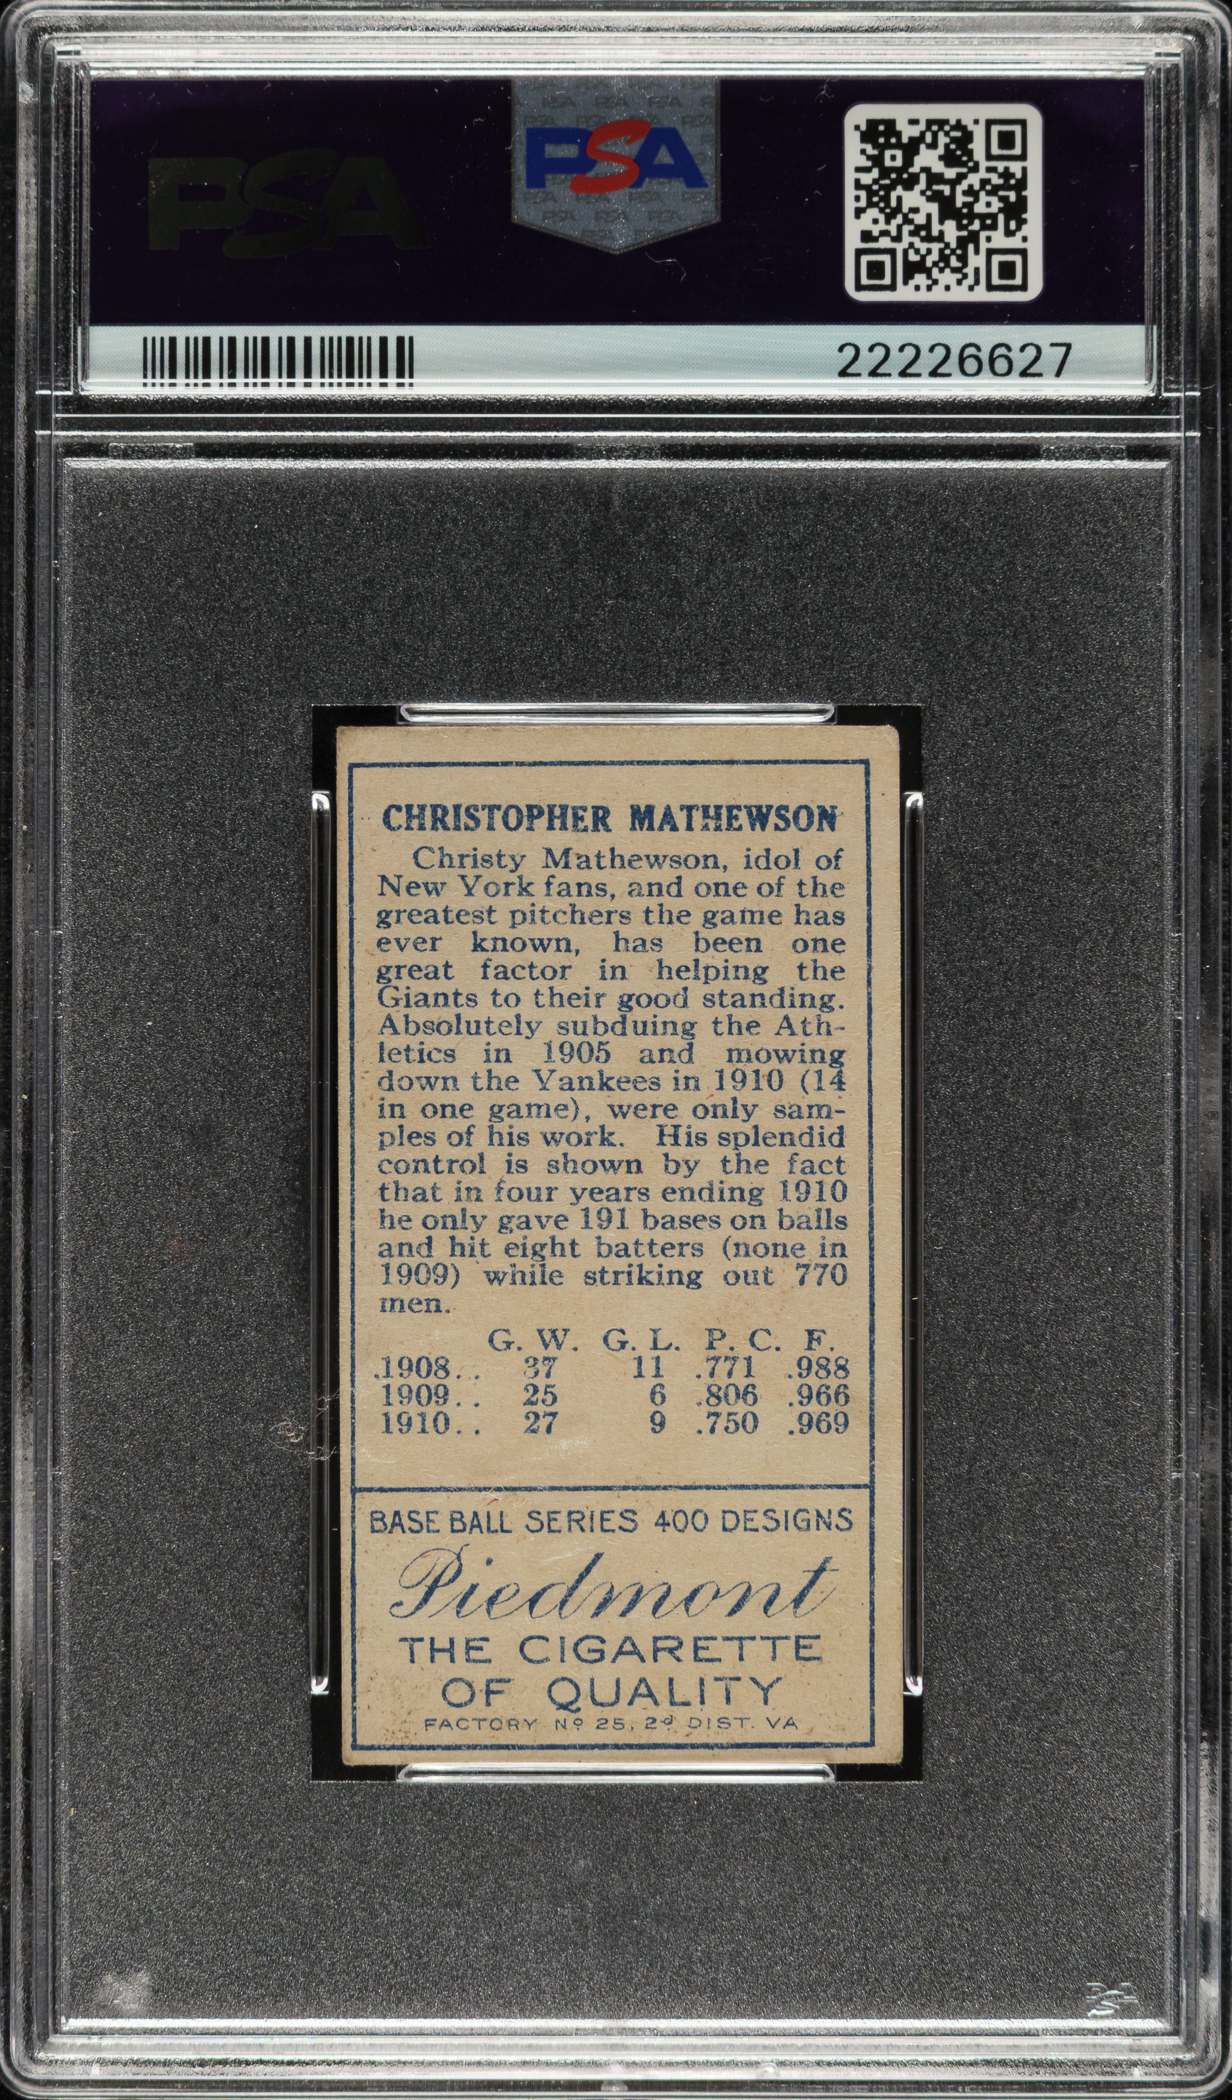 PSA
PSA
22226627
CHRISTOPHER MATHEWSON
Christy Mathewson, idol of
New York fans, and one of the
greatest pitchers the game has
ever known, has been one
great factor in helping the
Giants to their good standing.
Absolutely subduing the Ath-
letics in 1905 and mowing
down the Yankees in 1910 (14
in one game), were only sam-
ples of his work. His splendid
control is shown by the fact
that in four years ending 1910
he only gave 191 bases on balls
and hit eight batters (none in
1909) while striking out 770
men.
G. W. G. L. P. C. F.
1908.. 37 11 .771 .988
1909.. 25 6 .806 .966
1910.. 27 9 .750 .969
BASE BALL SERIES 400 DESIGNS
Piedmont
THE CIGARETTE
OF QUALITY
FACTORY Nº 25, 2d DIST. VA